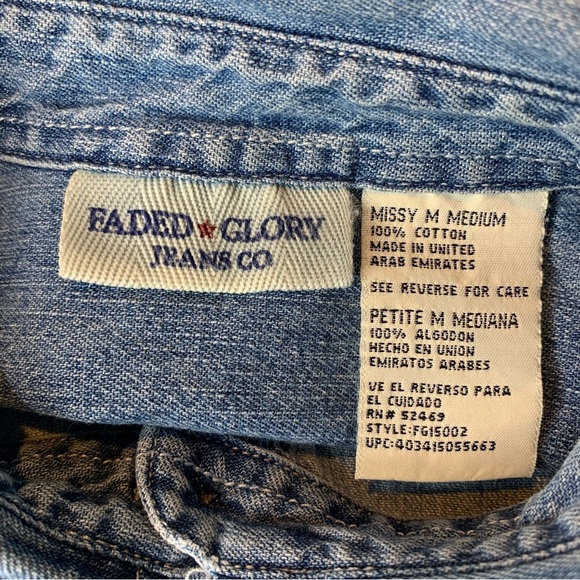 FADED GLORY
JEANS CO
MISSY M MEDIUM
100% COTTON
MADE IN UNITED
ARAB EMIRATES
SEE REVERSE FOR CARE
PETITE M MEDIANA
100% ALGODON
HECHO EN UNION
EMIRATOS ARABES
VE EL REVERSO PARA
EL CUIDADO
RN# 52469
STYLE:FG15002
UPC:403415055663